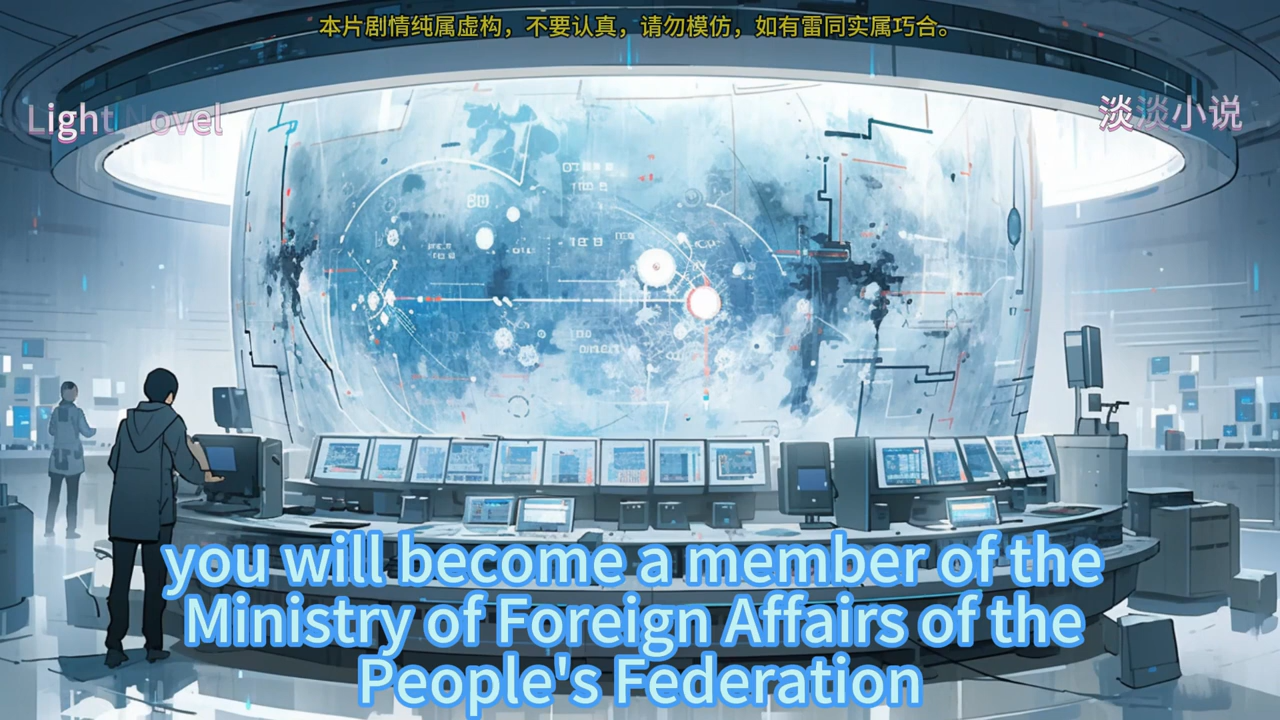 本片剧情纯属虚构，不要认真，请勿模仿，如有雷同实属巧合。
Light Novel
淡淡小说
you will become a member of the
Ministry of Foreign Affairs of the
People's Federation